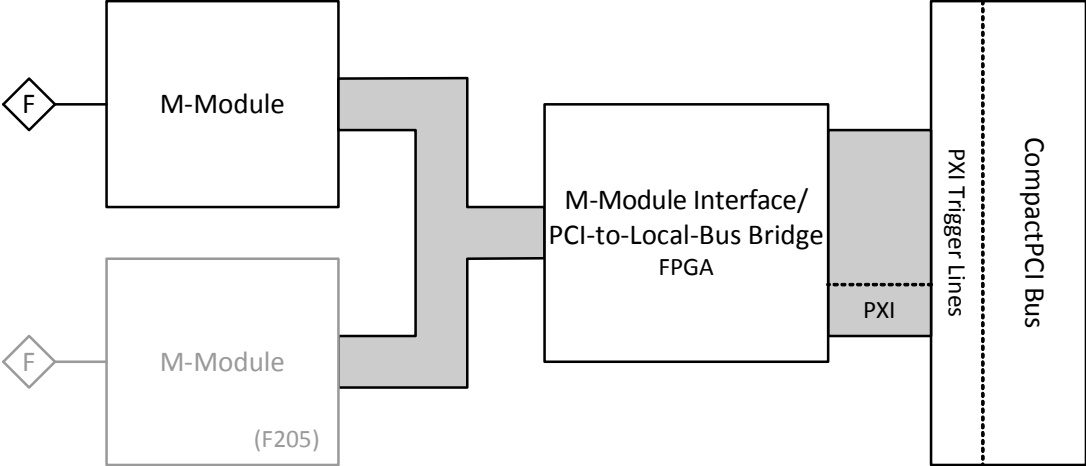 F
M-Module
M-Module Interface/
PCI-to-Local-Bus Bridge
FPGA
PXI
PXI Trigger Lines
CompactPCI Bus
F
M-Module
(F205)